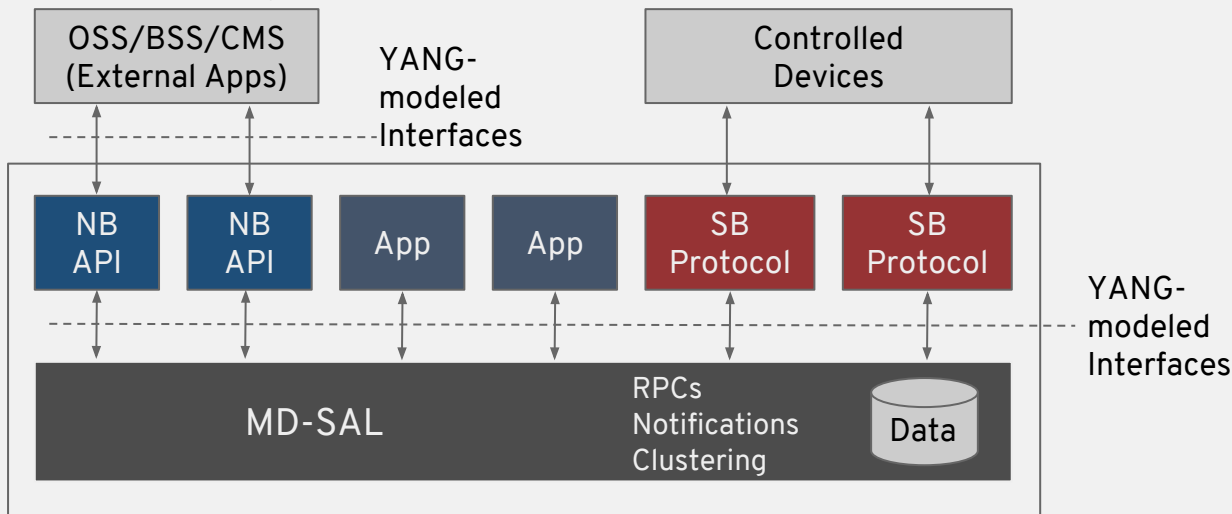 OSS/BSS/CMS
(External Apps)
YANG-
modeled
Interfaces
Controlled
Devices
NB
API
NB
API
App
App
SB
Protocol
SB
Protocol
YANG-
modeled
Interfaces
MD-SAL
RPCs
Notifications
Clustering
Data